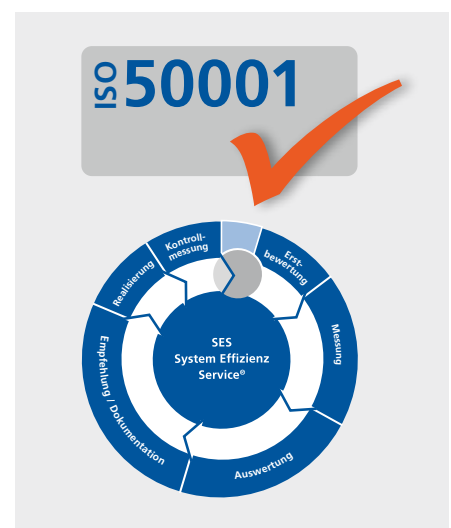 ISO 50001
Kontroll-
messung
Erst-
bewertung
Messung
Auswertung
Empfehlung / Dokumentation
Realisierung
SES
System Effizienz
Service®